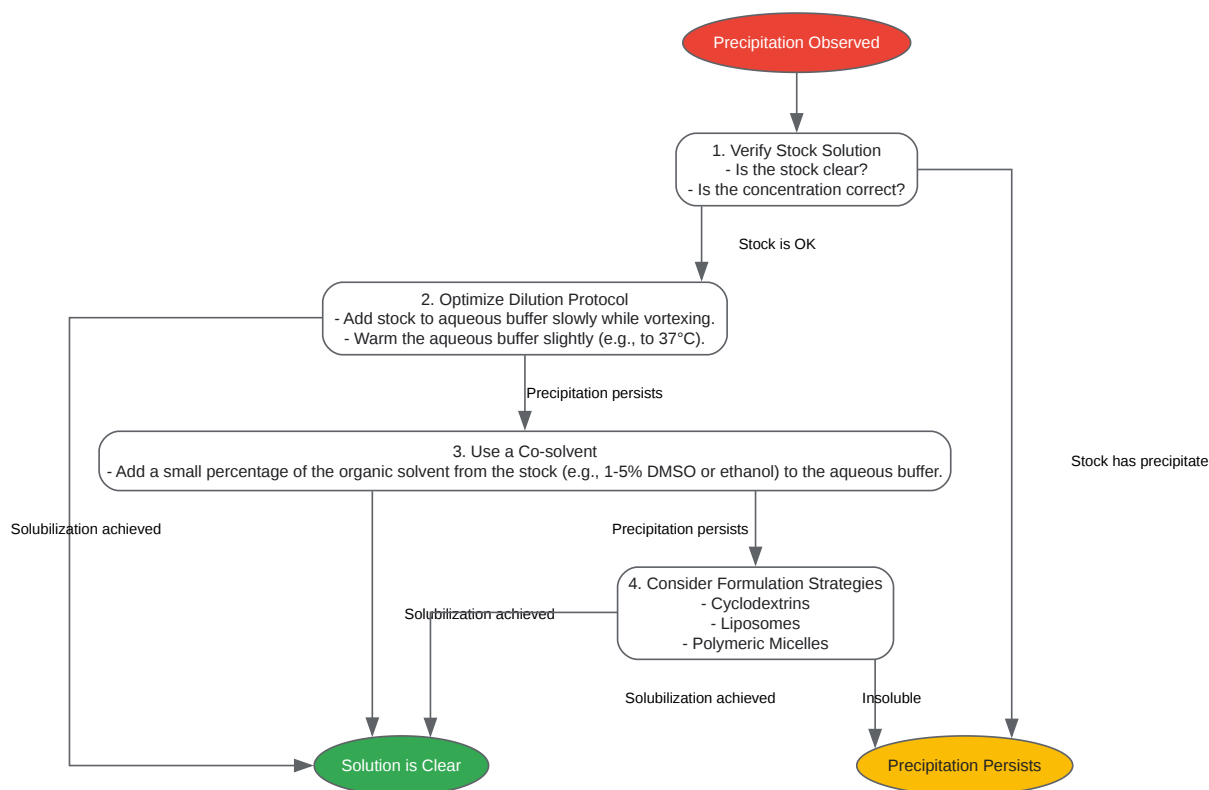 Precipitation Observed
1. Verify Stock Solution
- Is the stock clear?
- Is the concentration correct?
Stock is OK
2. Optimize Dilution Protocol
- Add stock to aqueous buffer slowly while vortexing.
- Warm the aqueous buffer slightly (e.g., to 37°C).
Precipitation persists
3. Use a Co-solvent
- Add a small percentage of the organic solvent from the stock (e.g., 1-5% DMSO or ethanol) to the aqueous buffer.
Stock has precipitate
Solubilization achieved
Precipitation persists
4. Consider Formulation Strategies
- Cyclodextrins
- Liposomes
- Polymeric Micelles
Solubilization achieved
Solubilization achieved
Insoluble
Solution is Clear
Precipitation Persists